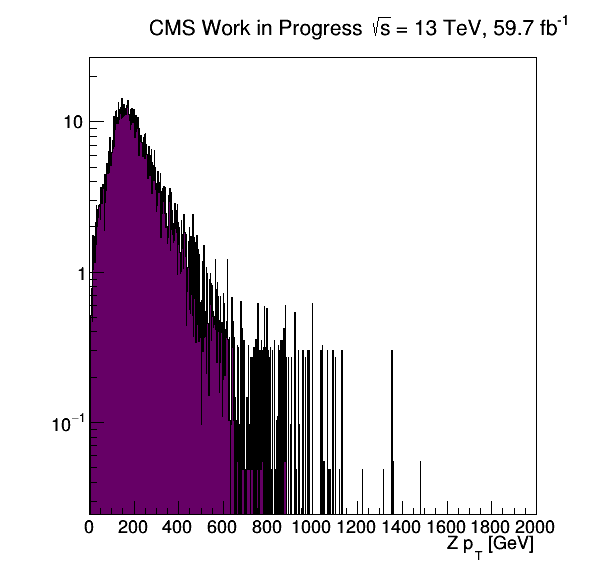 CMS Work in Progress √s = 13 TeV, 59.7 fb⁻¹
10
1
10⁻¹
0 200 400 600 800 1000 1200 1400 1600 1800 2000
Z p_T [GeV]